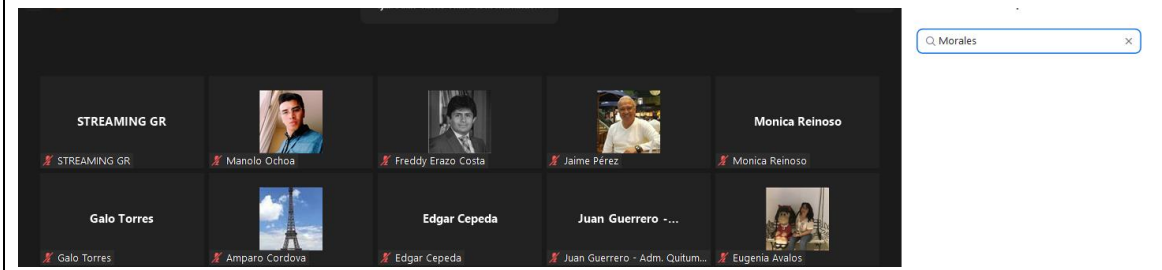 Morales
STREAMING GR
Monica Reinoso
STREAMING GR
Manolo Ochoa
Freddy Erazo Costa
Jaime Pérez
Monica Reinoso
Galo Torres
Edgar Cepeda
Juan Guerrero -...
Galo Torres
Amparo Cordova
Edgar Cepeda
Juan Guerrero - Adm. Quitum...
Eugenia Avalos